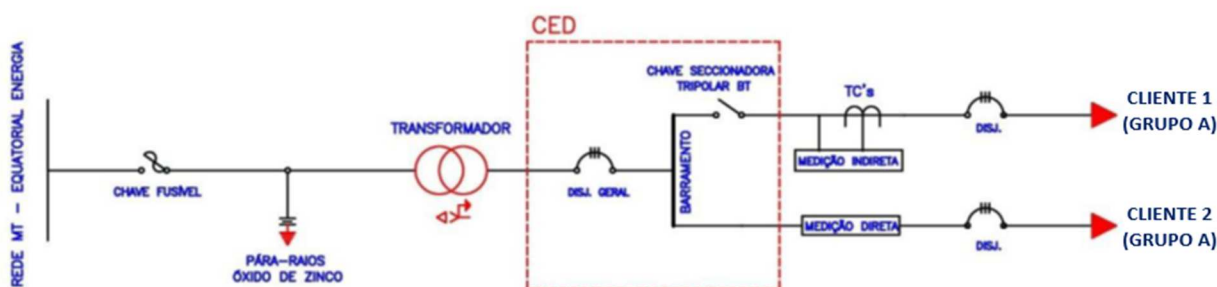 REDE MT – EQUATORIAL ENERGIA
CHAVE FUSÍVEL
PÁRA-RAIOS
ÓXIDO DE ZINCO
TRANSFORMADOR
CED
DISJ. GERAL
BARRAMENTO
CHAVE SECCIONADORA
TRIPOLAR BT
TC's
MEDIÇÃO INDIRETA
DISJ.
CLIENTE 1
(GRUPO A)
MEDIÇÃO DIRETA
DISJ.
CLIENTE 2
(GRUPO A)